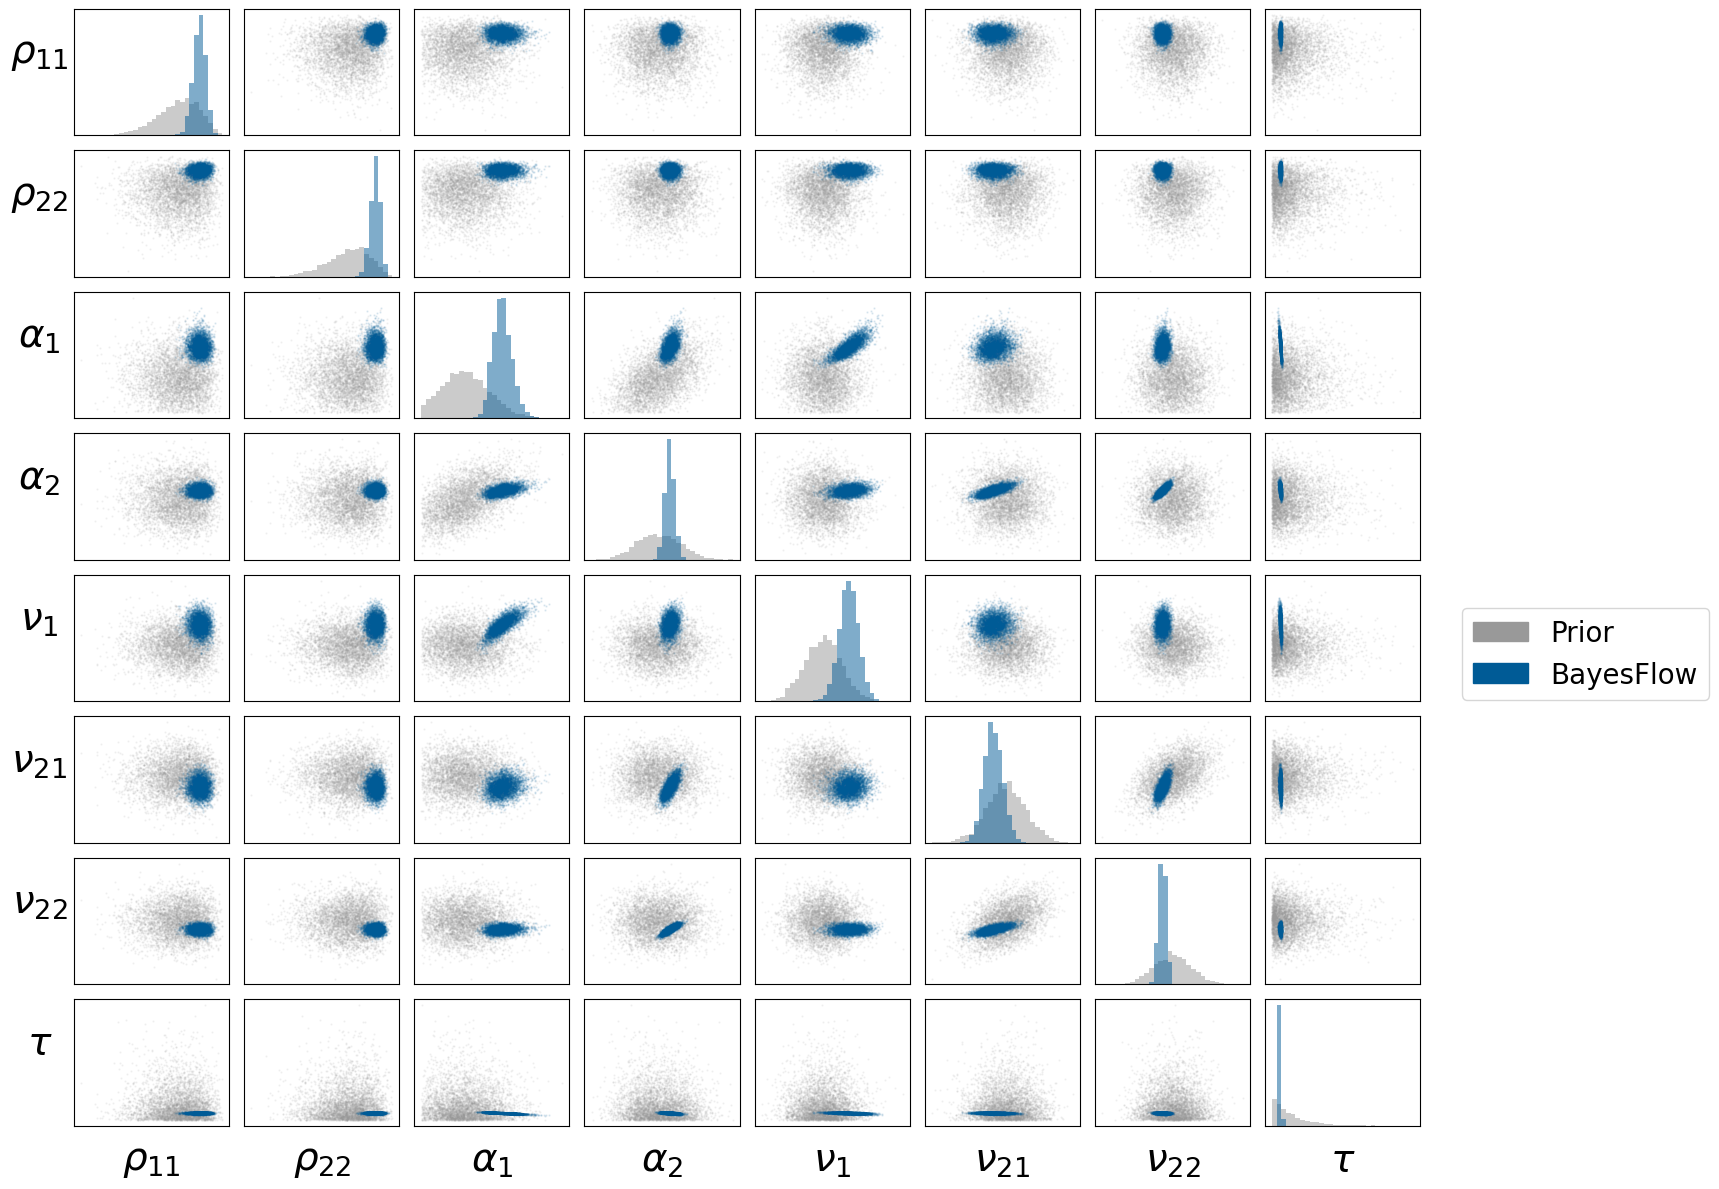 ρ₁₁
ρ₂₂
α₁
α₂
ν₁
ν₂₁
ν₂₂
τ
Prior
BayesFlow
ρ₁₁ ρ₂₂ α₁ α₂ ν₁ ν₂₁ ν₂₂ τ